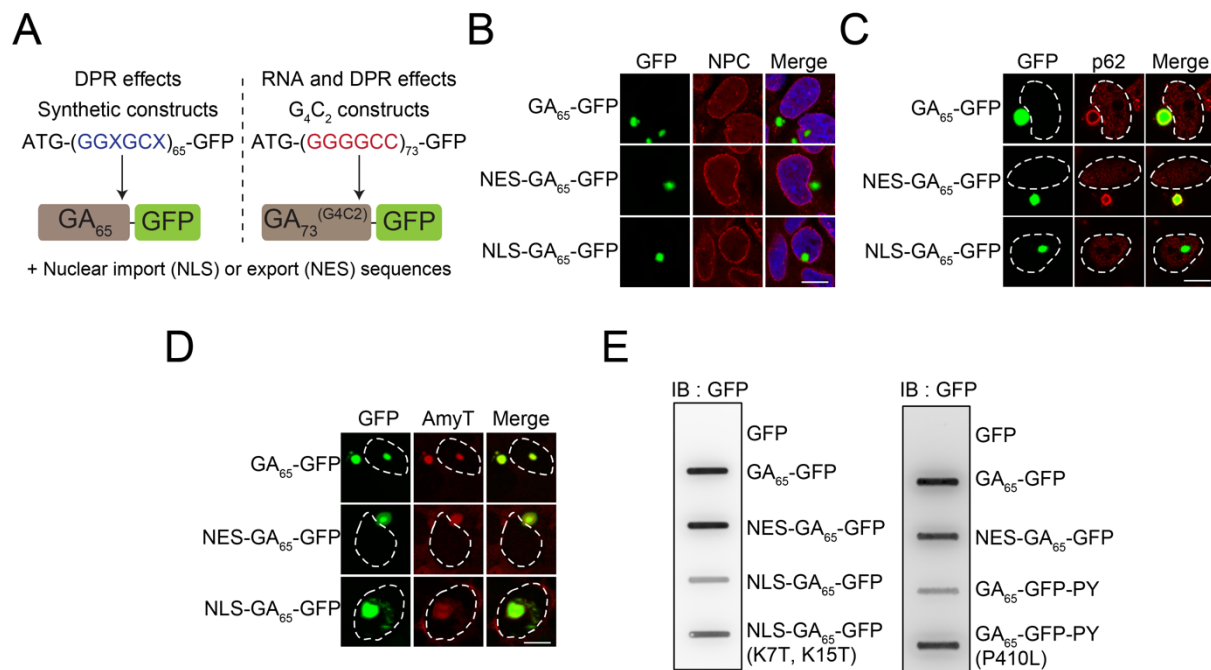 A
DPR effects
Synthetic constructs
ATG-(GGXGCX)65-GFP
GA65 GFP
RNA and DPR effects
G4C2 constructs
ATG-(GGGGCC)73-GFP
GA73(G4C2) GFP
+ Nuclear import (NLS) or export (NES) sequences
B
GFP NPC Merge
GA65-GFP
NES-GA65-GFP
NLS-GA65-GFP
C
GFP p62 Merge
GA65-GFP
NES-GA65-GFP
NLS-GA65-GFP
D
GFP AmyT Merge
GA65-GFP
NES-GA65-GFP
NLS-GA65-GFP
E
IB : GFP
GFP
GA65-GFP
NES-GA65-GFP
NLS-GA65-GFP
NLS-GA65-GFP
(K7T, K15T)
IB : GFP
GFP
GA65-GFP
NES-GA65-GFP
GA65-GFP-PY
GA65-GFP-PY
(P410L)